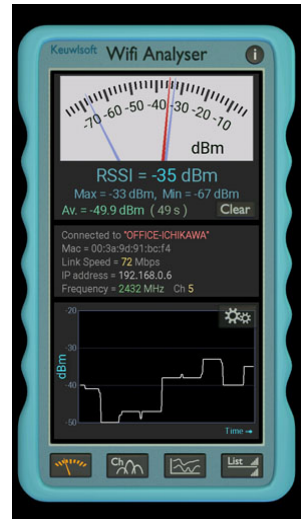 Keuwlsoft Wifi Analyser i
-70 -60 -50 -40 -30 -20 -10
dBm
RSSI = -35 dBm
Max = -33 dBm, Min = -67 dBm
Av. = -49.9 dBm ( 49 s ) Clear
Connected to "OFFICE-ICHIKAWA"
Mac = 00:3a:9d:91:bc:f4
Link Speed = 72 Mbps
IP address = 192.168.0.6
Frequency = 2432 MHz Ch 5
-20
-30
dBm
-40
-50
Time →
Ch
List